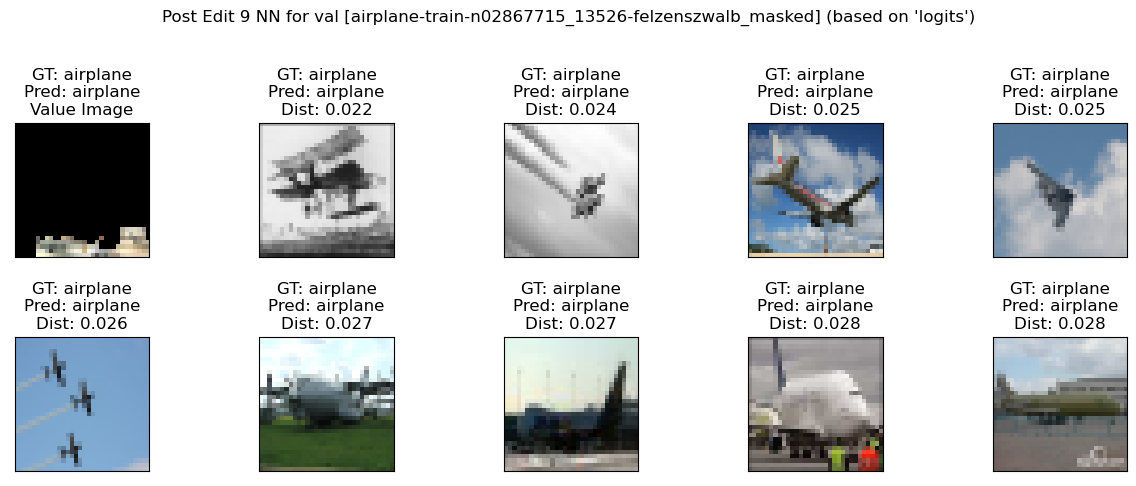 Post Edit 9 NN for val [airplane-train-n02867715_13526-felzenszwalb_masked] (based on 'logits')
GT: airplane
Pred: airplane
Value Image
GT: airplane
Pred: airplane
Dist: 0.022
GT: airplane
Pred: airplane
Dist: 0.024
GT: airplane
Pred: airplane
Dist: 0.025
GT: airplane
Pred: airplane
Dist: 0.025
GT: airplane
Pred: airplane
Dist: 0.026
GT: airplane
Pred: airplane
Dist: 0.027
GT: airplane
Pred: airplane
Dist: 0.027
GT: airplane
Pred: airplane
Dist: 0.028
GT: airplane
Pred: airplane
Dist: 0.028